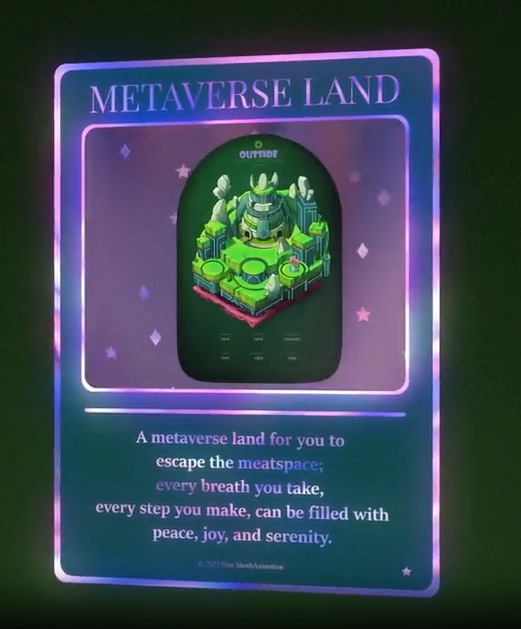 METAVERSE LAND
OUTSIDE
A metaverse land for you to
escape the meatspace;
every breath you take,
every step you make, can be filled with
peace, joy, and serenity.